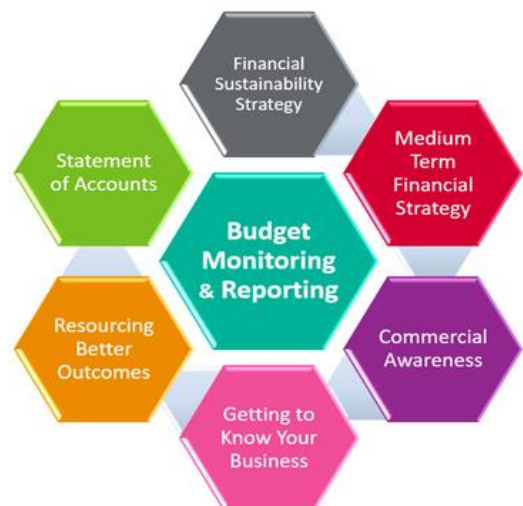 Financial
Sustainability
Strategy
Medium
Term
Financial
Strategy
Commercial
Awareness
Getting to
Know Your
Business
Resourcing
Better
Outcomes
Statement
of Accounts
Budget
Monitoring
& Reporting